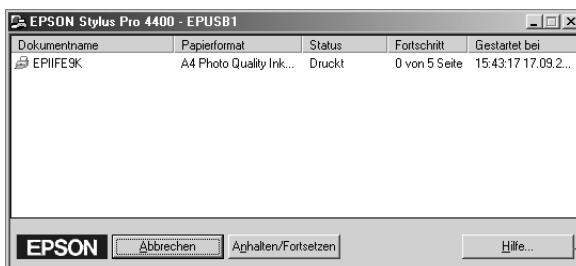 EPSON Stylus Pro 4400 - EPUSB1
Dokumentname Papierformat Status Fortschritt Gestartet bei
EPIIFE9K A4 Photo Quality Ink... Druckt 0 von 5 Seite 15:43:17 17.09.2...
EPSON Abbrechen Anhalten/Fortsetzen Hilfe...